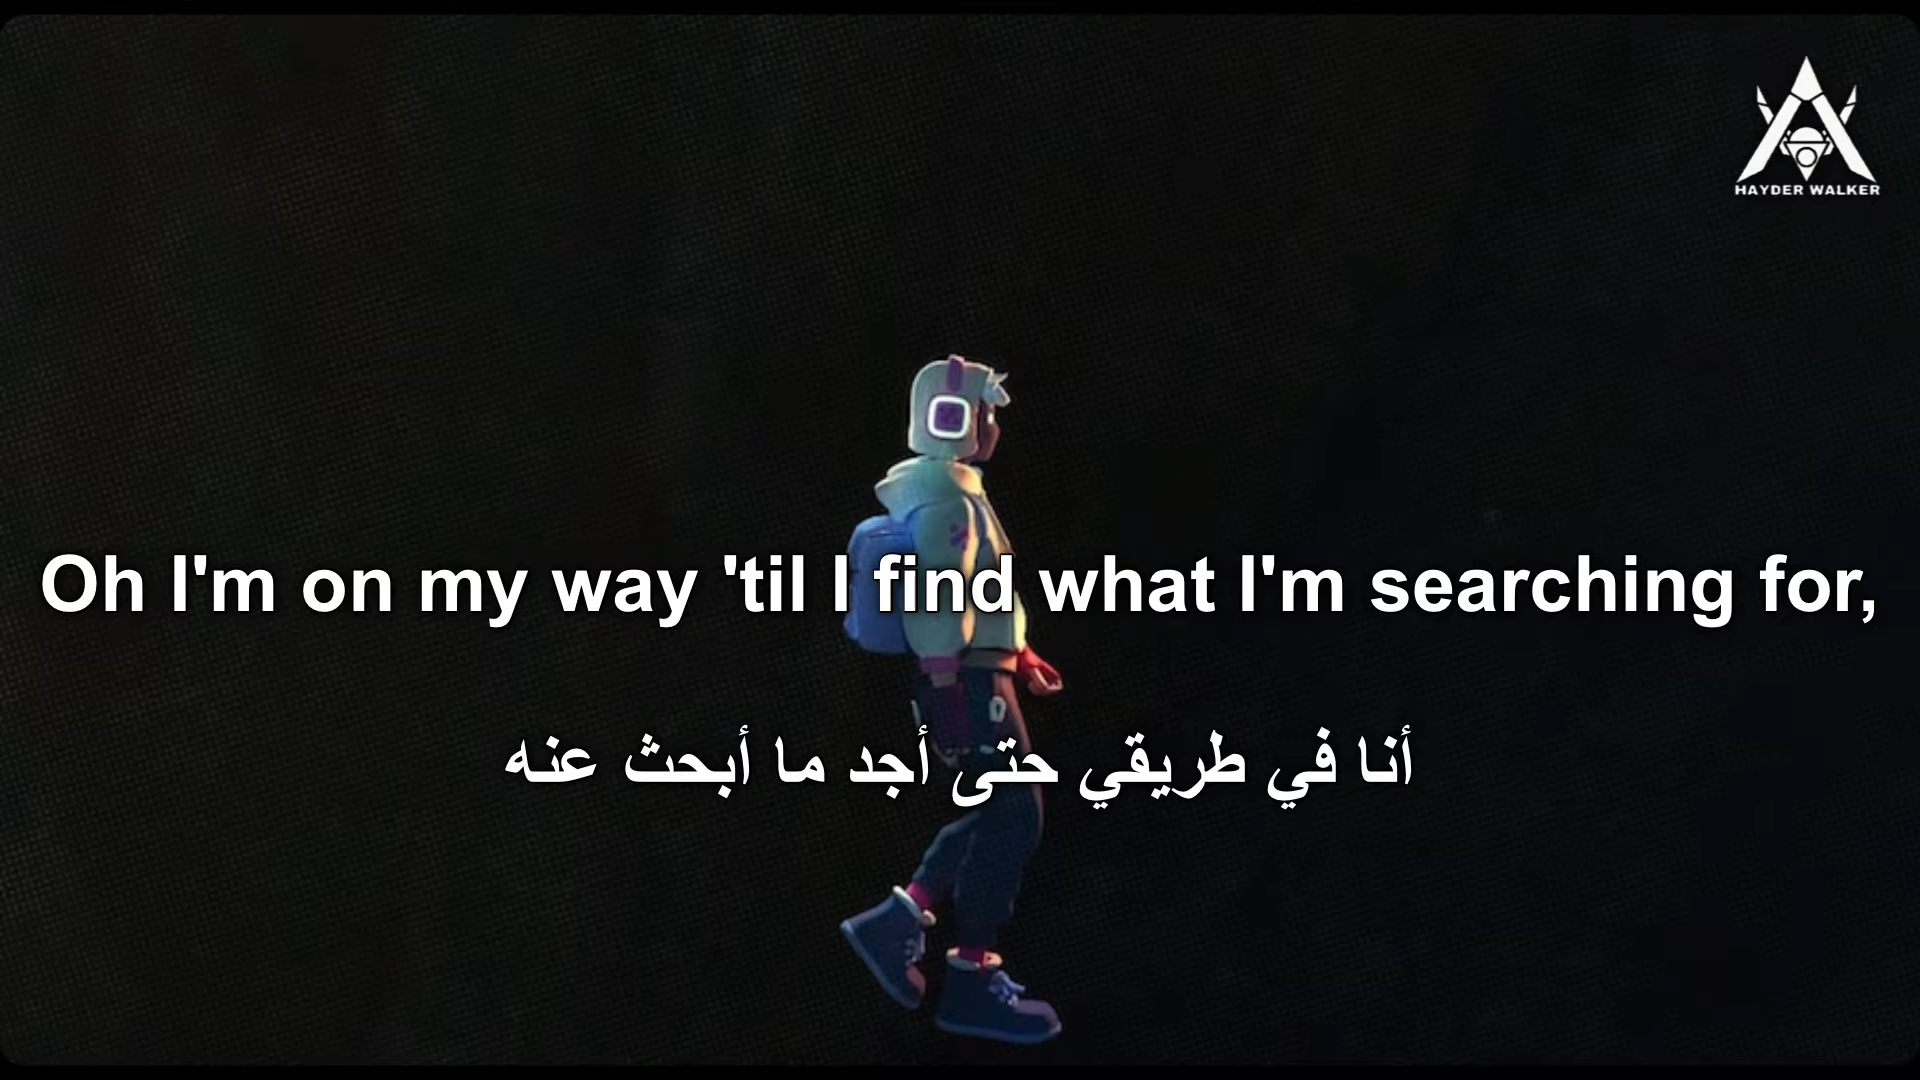 HAYDER WALKER
Oh I'm on my way 'til I find what I'm searching for,
أنا في طريقي حتى أجد ما أبحث عنه